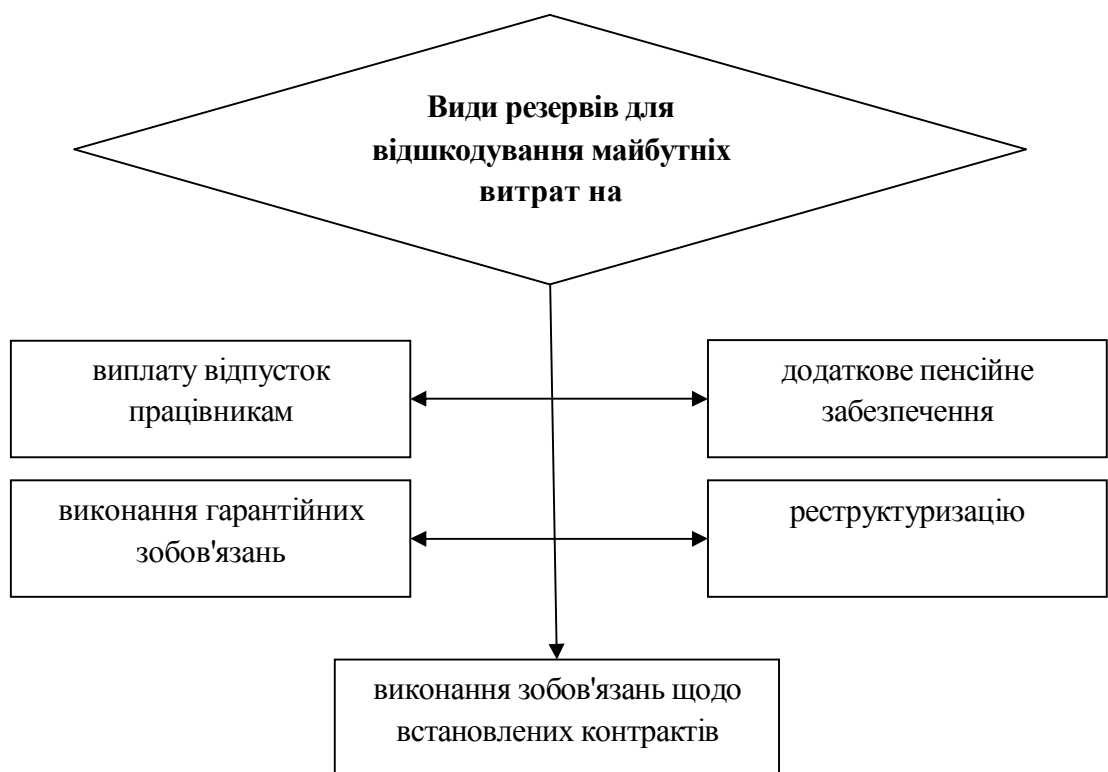 Види резервів для
відшкодування майбутніх
витрат на
виплату відпусток
працівникам
додаткове пенсійне
забезпечення
виконання гарантійних
зобов'язань
реструктуризацію
виконання зобов'язань щодо
встановлених контрактів